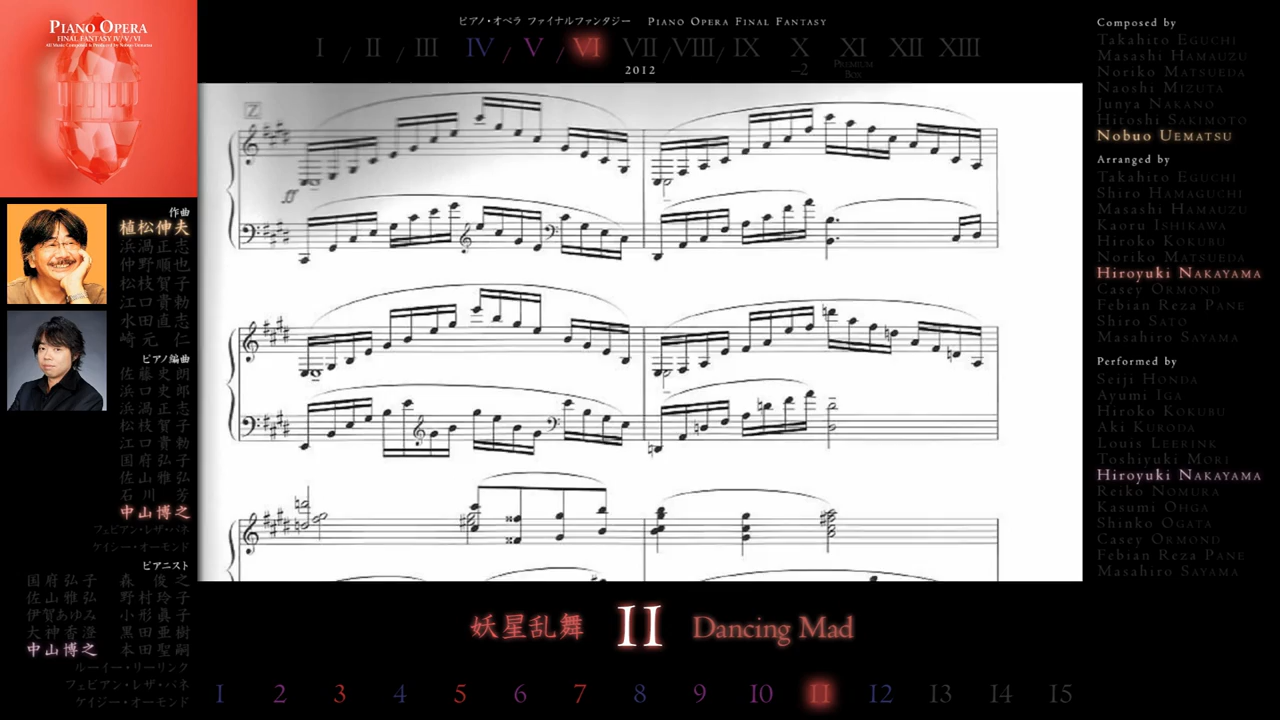 PIANO OPERA
FINAL FANTASY IV/V/VI
ピアノ・オペラ ファイナルファンタジー PIANO OPERA FINAL FANTASY
I / II / III IV / V / VI VII / VIII / IX X XI XII XIII
-2 PREMIUM
BOX
2012
作曲
植松伸夫
浜渦正志
仲野順也
松枝賀子
江口貴勅
水田直志
崎元 仁
ピアノ編曲
佐藤史朗
浜口史郎
浜渦正志
松枝賀子
江口貴勅
国府弘子
佐山雅弘
石川 芳
中山博之
フェビアン・レザ・パネ
ケイシー・オーモンド
ピアニスト
国府弘子 森 俊之
佐山雅弘 野村玲子
伊賀あゆみ 小形眞子
大神香澄 黒田亜樹
中山博之 本田聖嗣
ルーイー・リーリンク
フェビアン・レザ・パネ
ケイジー・オーモンド
Z
ff
Composed by
Takahito EGUCHI
Masashi HAMAUZU
Noriko MATSUEDA
Naoshi MIZUTA
Junya NAKANO
Hitoshi SAKIMOTO
Nobuo UEMATSU
Arranged by
Takahito EGUCHI
Shiro HAMAGUCHI
Masashi HAMAUZU
Kaoru ISHIKAWA
Hiroko KOKUBU
Noriko MATSUEDA
Hiroyuki NAKAYAMA
Casey ORMOND
Febian Reza PANE
Shiro SATO
Masahiro SAYAMA
Performed by
Seiji HONDA
Ayumi IGA
Hiroko KOKUBU
Aki KURODA
Louis LEERINK
Toshiyuki MORI
Hiroyuki NAKAYAMA
Reiko NOMURA
Kasumi OHGA
Shinko OGATA
Casey ORMOND
Febian Reza PANE
Masahiro SAYAMA
妖星乱舞 II Dancing Mad
1 2 3 4 5 6 7 8 9 10 11 12 13 14 15